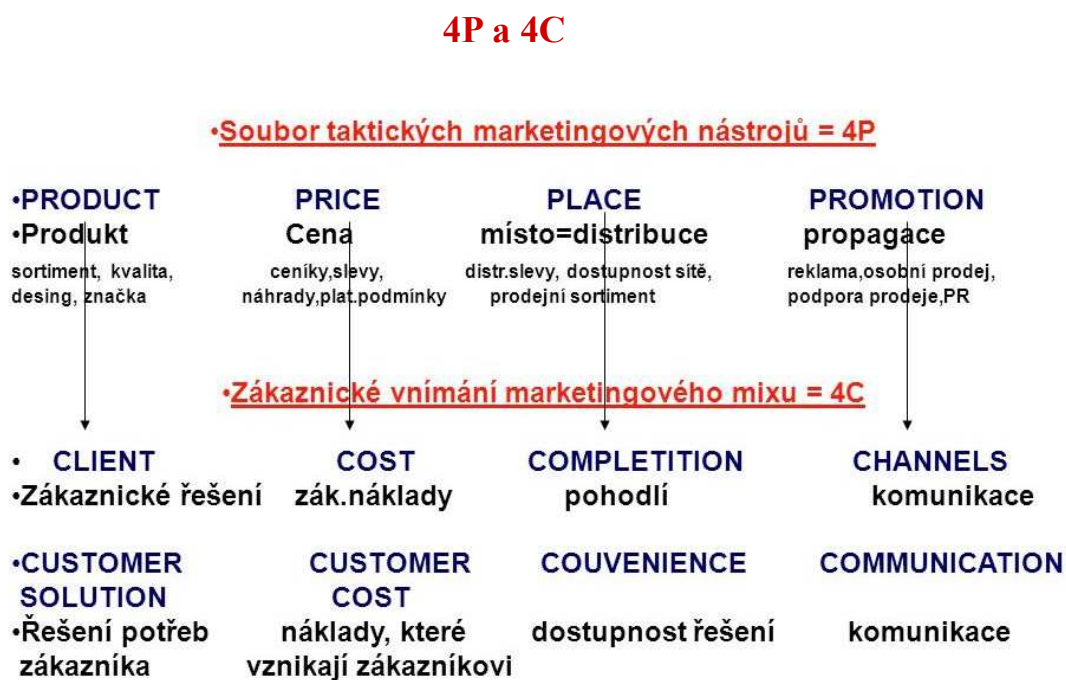 4P a 4C
•Soubor taktických marketingových nástrojů = 4P
•PRODUCT PRICE PLACE PROMOTION
•Produkt Cena místo=distribuce propagace
sortiment, kvalita, ceníky,slevy, distr.slevy, dostupnost sítě, reklama,osobní prodej,
desing, značka náhrady,plat.podmínky prodejní sortiment podpora prodeje,PR
•Zákaznické vnímání marketingového mixu = 4C
• CLIENT COST COMPLETITION CHANNELS
•Zákaznické řešení zák.náklady pohodlí komunikace
•CUSTOMER CUSTOMER COUVENIENCE COMMUNICATION
SOLUTION COST
•Řešení potřeb náklady, které dostupnost řešení komunikace
zákazníka vznikají zákazníkovi